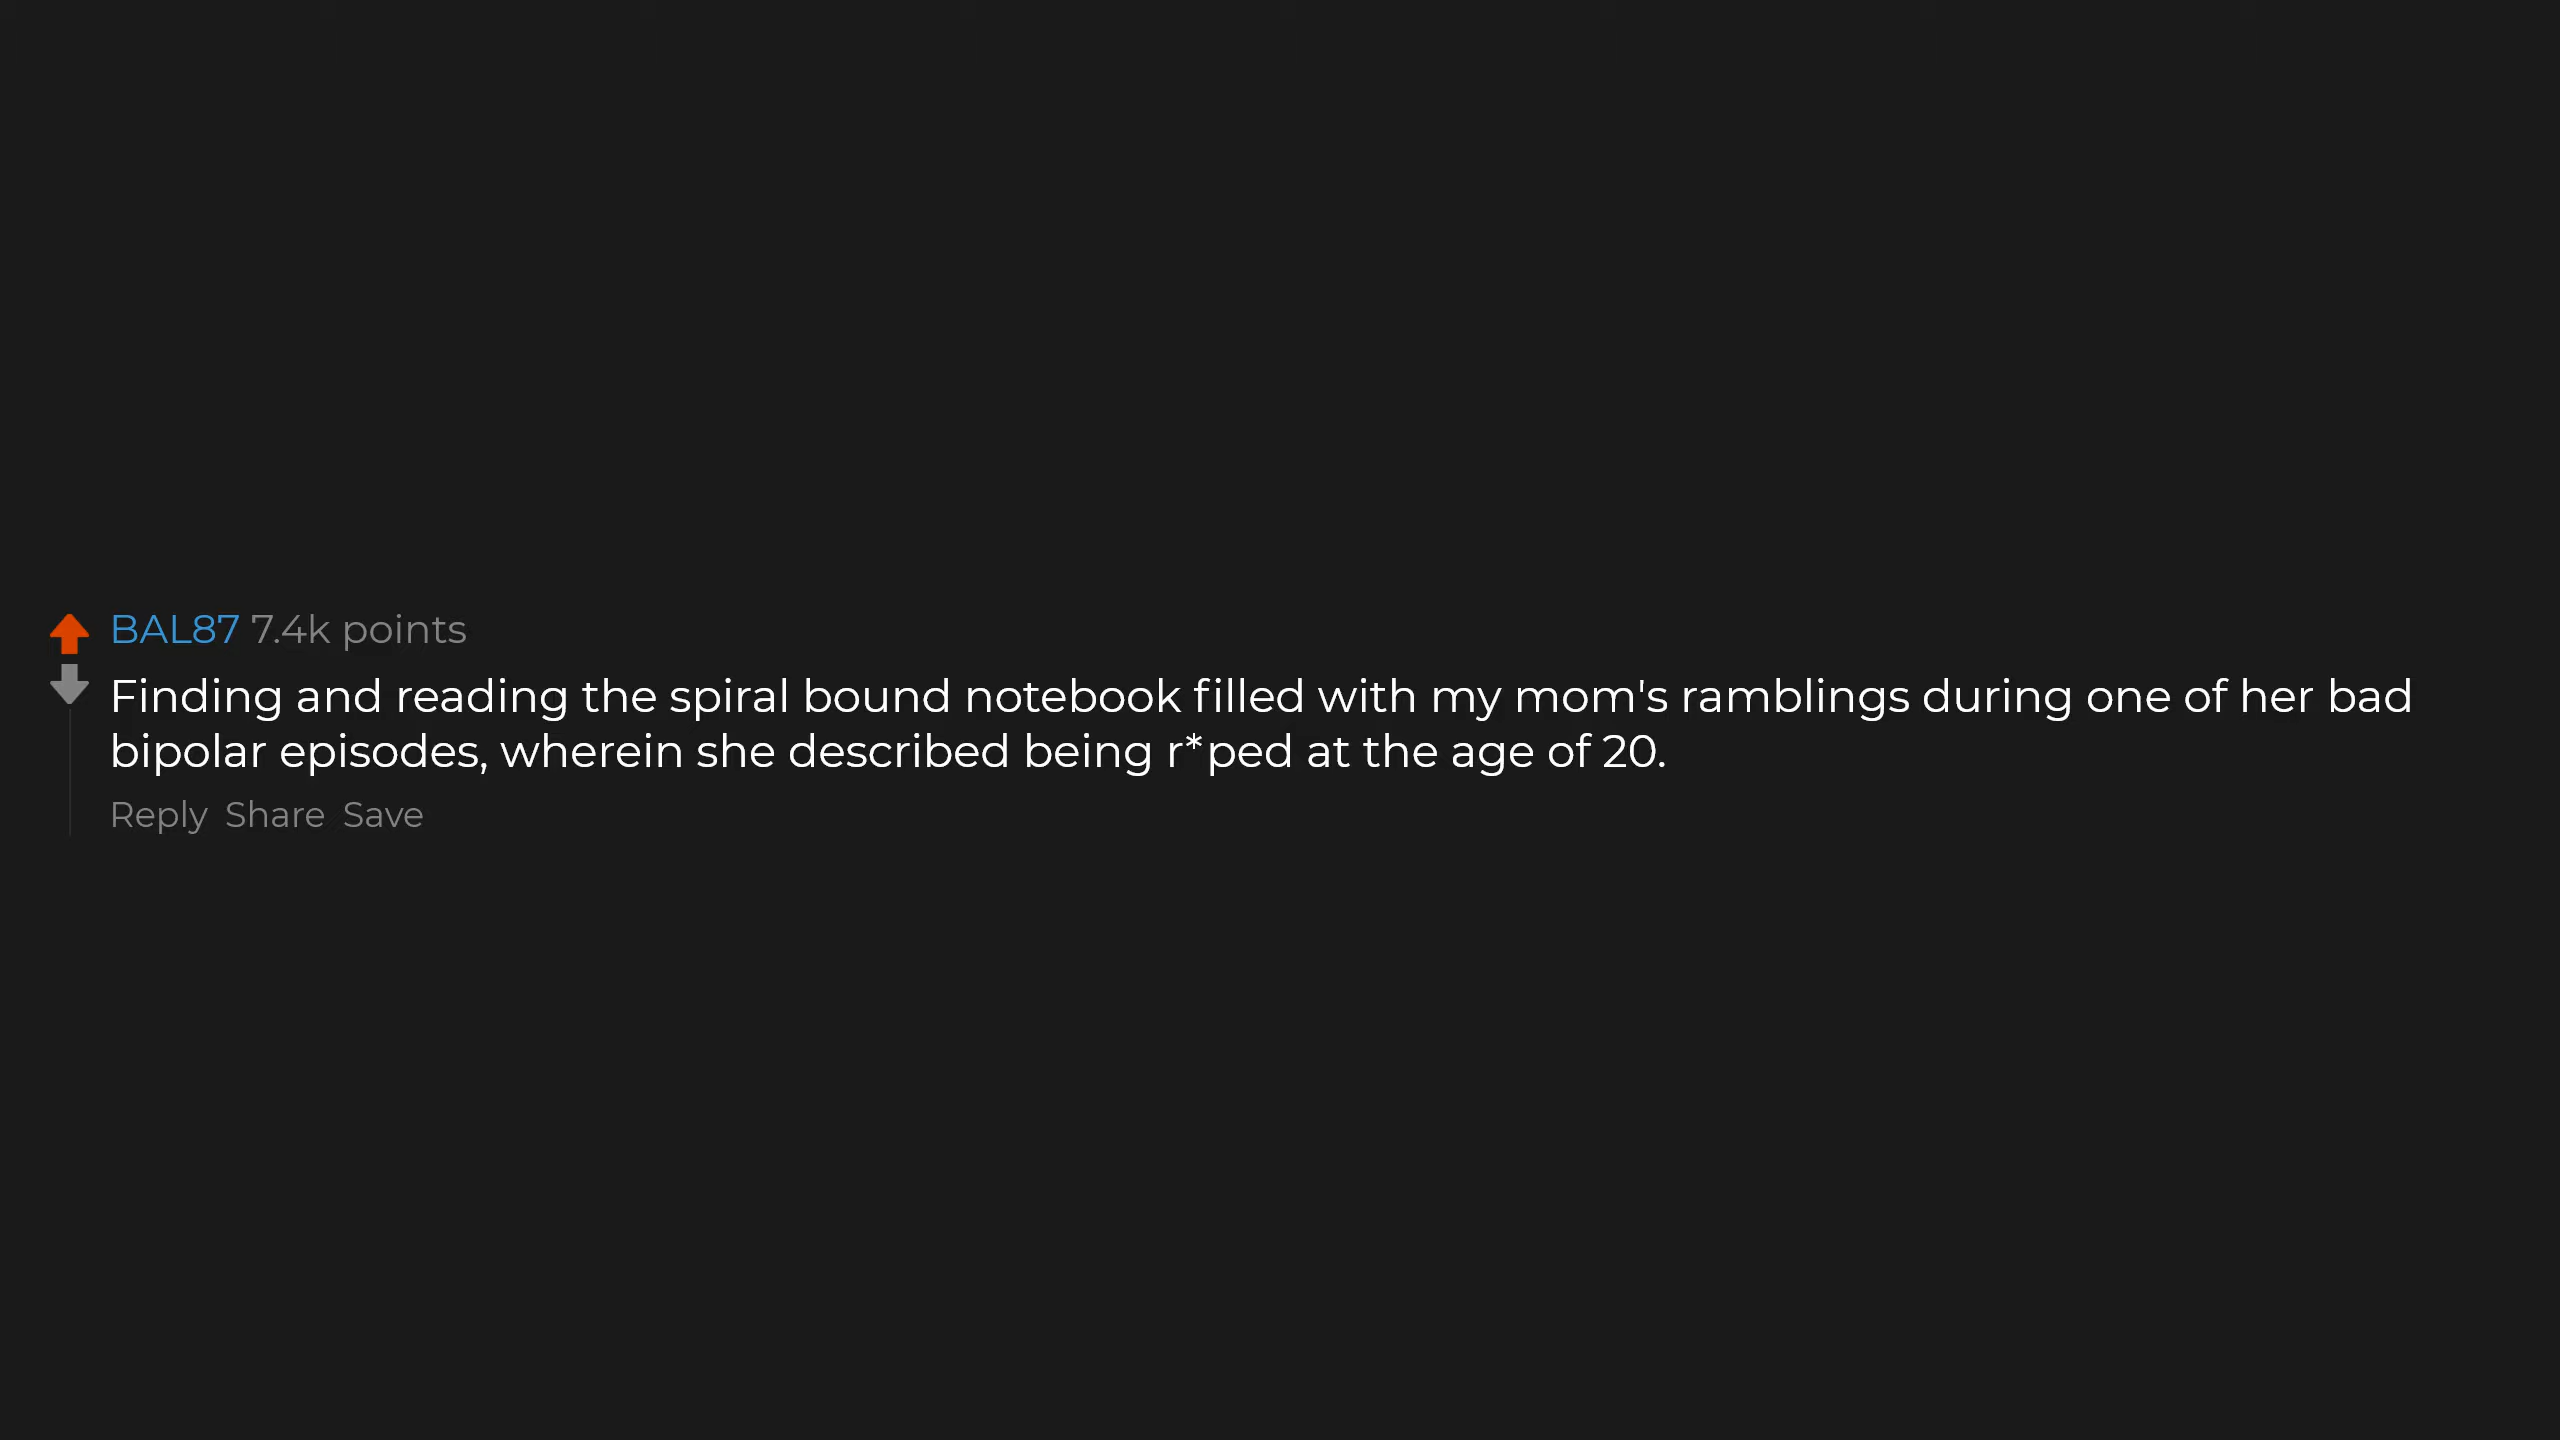 BAL87 7.4k points
Finding and reading the spiral bound notebook filled with my mom's ramblings during one of her bad
bipolar episodes, wherein she described being r*ped at the age of 20.
Reply Share Save